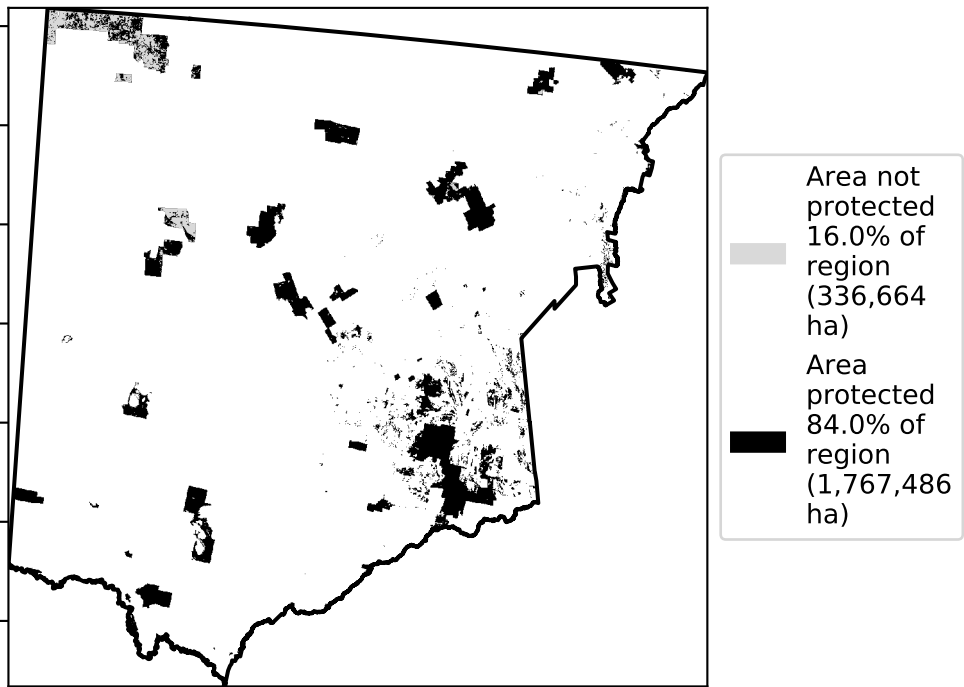 Area not
protected
16.0% of
region
(336,664
ha)
Area
protected
84.0% of
region
(1,767,486
ha)